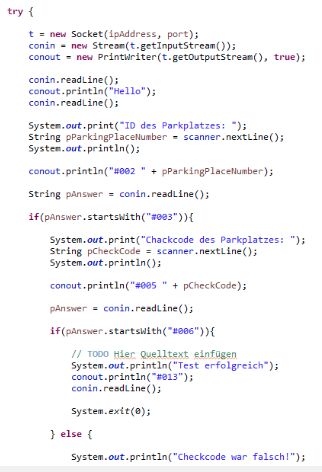 try {
t = new Socket(ipAddress, port);
conin = new Stream(t.getInputStream());
conout = new PrintWriter(t.getOutputStream(), true);
conin.readLine();
conout.println("Hello");
conin.readLine();
System.out.print("ID des Parkplatzes: ");
String pParkingPlaceNumber = scanner.nextLine();
System.out.println();
conout.println("#002 " + pParkingPlaceNumber);
String pAnswer = conin.readLine();
if(pAnswer.startsWith("#003")){
System.out.print("Chackcode des Parkplatzes: ");
String pCheckCode = scanner.nextLine();
System.out.println();
conout.println("#005 " + pCheckCode);
pAnswer = conin.readLine();
if(pAnswer.startsWith("#006")){
// TODO Hier Quelltext einfügen
System.out.println("Test erfolgreich");
conout.println("#013");
conin.readLine();
System.exit(0);
} else {
System.out.println("Checkcode war falsch!");